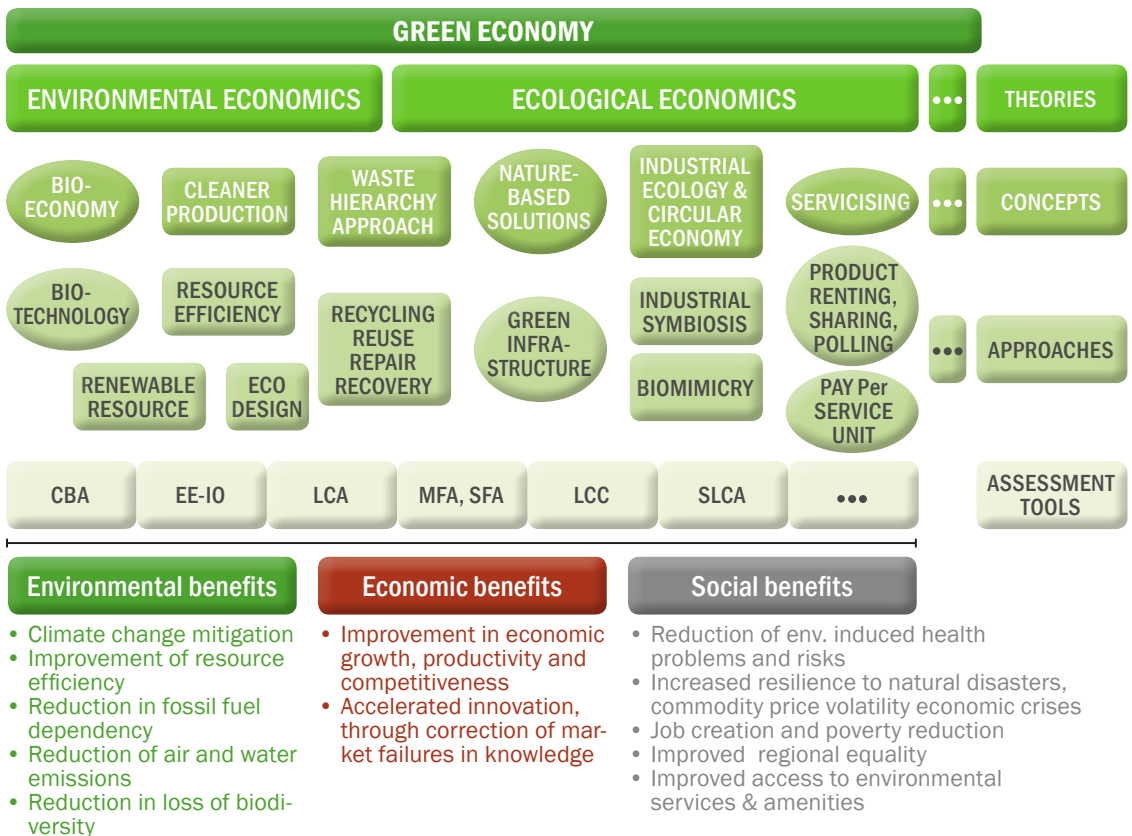 GREEN ECONOMY
ENVIRONMENTAL ECONOMICS
ECOLOGICAL ECONOMICS
•••
THEORIES
BIO-
ECONOMY
CLEANER
PRODUCTION
WASTE
HIERARCHY
APPROACH
NATURE-
BASED
SOLUTIONS
INDUSTRIAL
ECOLOGY &
CIRCULAR
ECONOMY
SERVICISING
•••
CONCEPTS
BIO-
TECHNOLOGY
RESOURCE
EFFICIENCY
RENEWABLE
RESOURCE
ECO
DESIGN
RECYCLING
REUSE
REPAIR
RECOVERY
GREEN
INFRA-
STRUCTURE
INDUSTRIAL
SYMBIOSIS
BIOMIMICRY
PRODUCT
RENTING,
SHARING,
POLLING
PAY Per
SERVICE
UNIT
•••
APPROACHES
CBA
EE-IO
LCA
MFA, SFA
LCC
SLCA
•••
ASSESSMENT
TOOLS
Environmental benefits
• Climate change mitigation
• Improvement of resource
efficiency
• Reduction in fossil fuel
dependency
• Reduction of air and water
emissions
• Reduction in loss of biodi-
versity
Economic benefits
• Improvement in economic
growth, productivity and
competitiveness
• Accelerated innovation,
through correction of mar-
ket failures in knowledge
Social benefits
• Reduction of env. induced health
problems and risks
• Increased resilience to natural disasters,
commodity price volatility economic crises
• Job creation and poverty reduction
• Improved regional equality
• Improved access to environmental
services & amenities